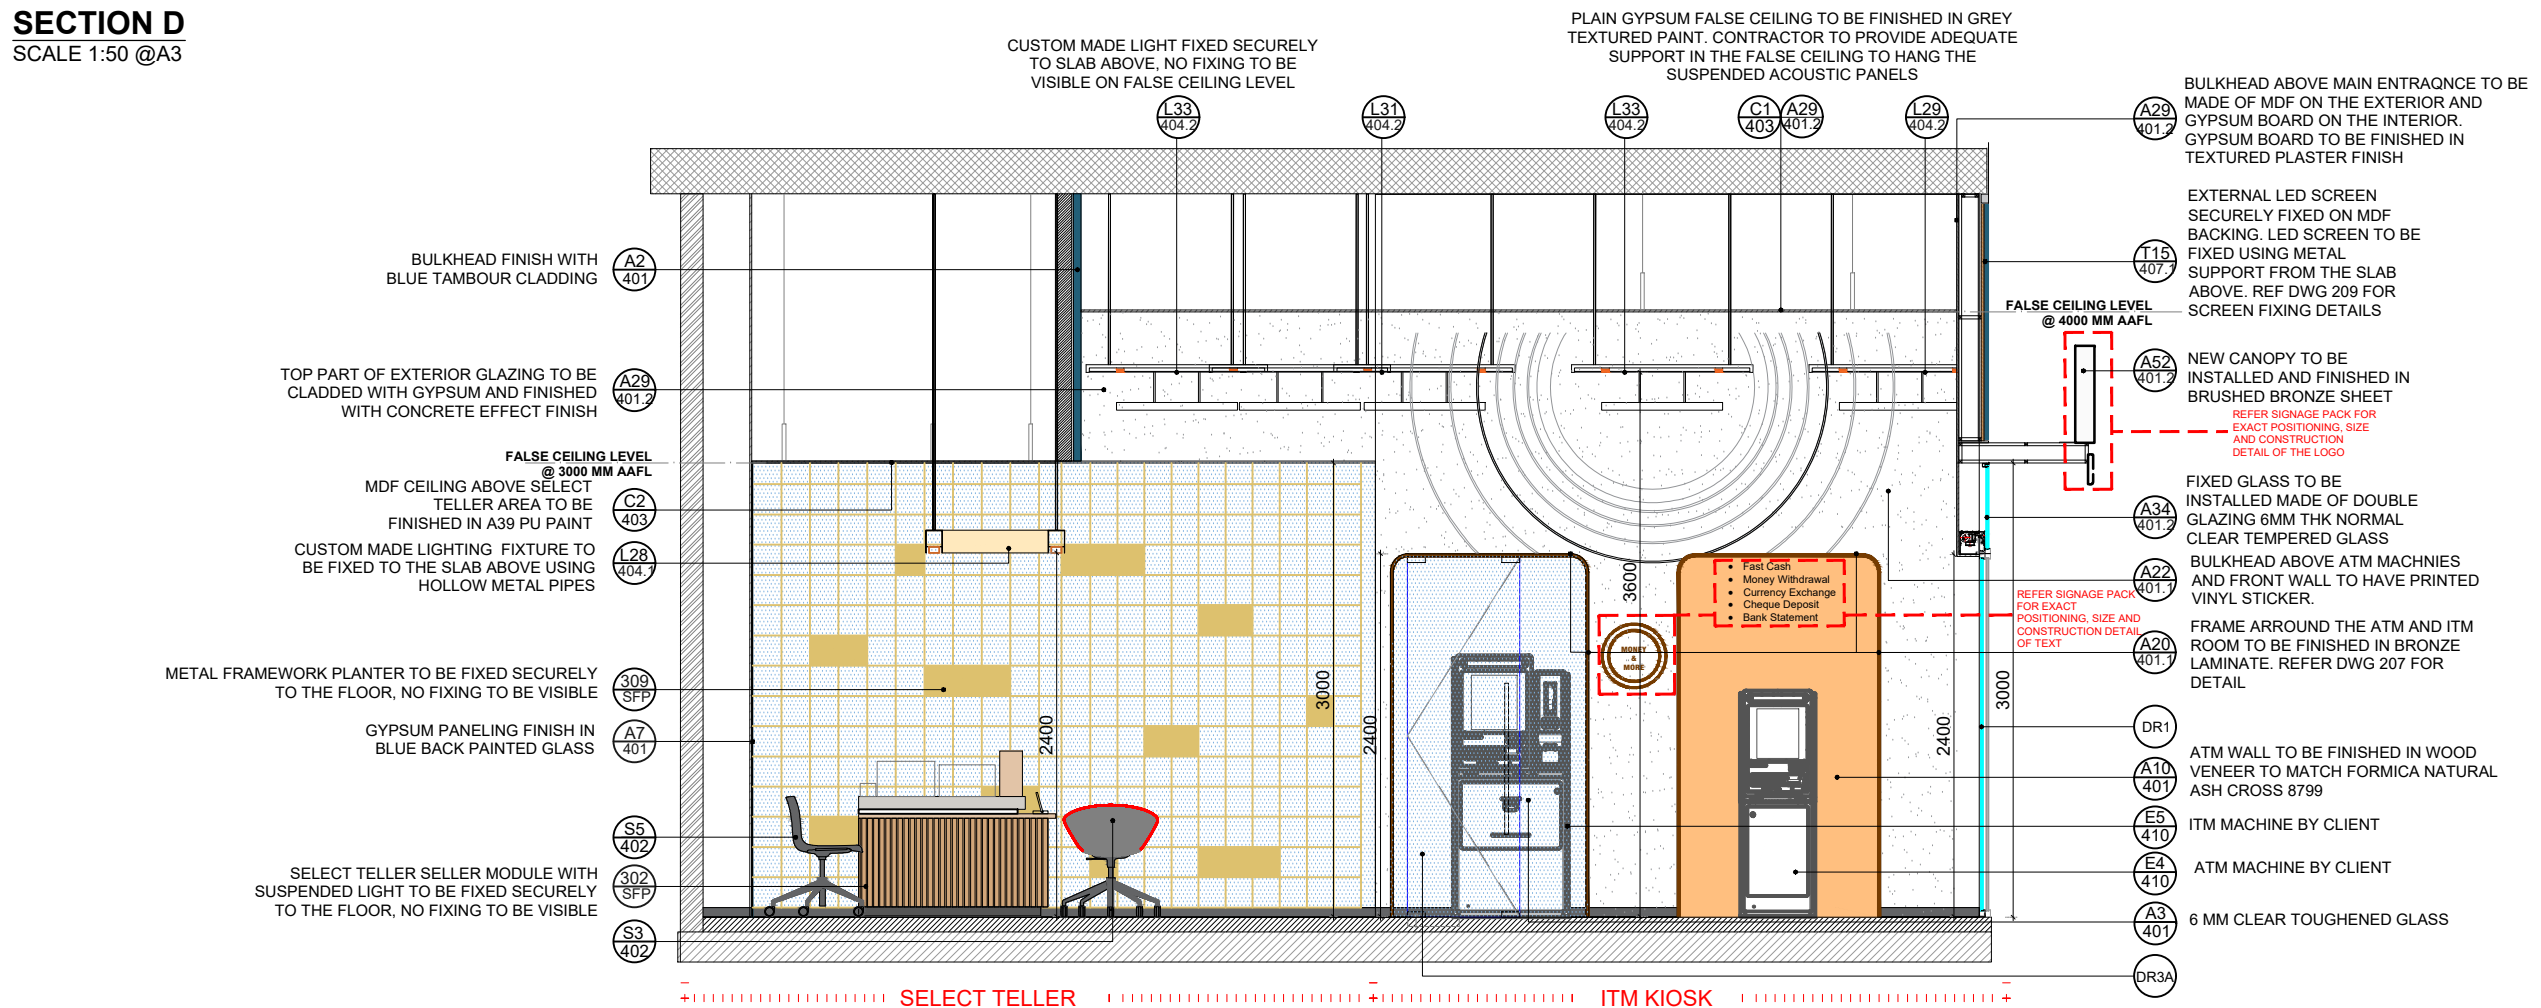 SECTION D
SCALE 1:50 @A3
CUSTOM MADE LIGHT FIXED SECURELY
TO SLAB ABOVE, NO FIXING TO BE
VISIBLE ON FALSE CEILING LEVEL
PLAIN GYPSUM FALSE CEILING TO BE FINISHED IN GREY
TEXTURED PAINT. CONTRACTOR TO PROVIDE ADEQUATE
SUPPORT IN THE FALSE CEILING TO HANG THE
SUSPENDED ACOUSTIC PANELS
L33
404.2
L31
404.2
L33
404.2
C1
403
A29
401.2
L29
404.2
BULKHEAD FINISH WITH
BLUE TAMBOUR CLADDING
A2
401
TOP PART OF EXTERIOR GLAZING TO BE
CLADDED WITH GYPSUM AND FINISHED
WITH CONCRETE EFFECT FINISH
A29
401.2
FALSE CEILING LEVEL
@ 3000 MM AAFL
MDF CEILING ABOVE SELECT
TELLER AREA TO BE
FINISHED IN A39 PU PAINT
C2
403
CUSTOM MADE LIGHTING FIXTURE TO
BE FIXED TO THE SLAB ABOVE USING
HOLLOW METAL PIPES
L28
404.1
METAL FRAMEWORK PLANTER TO BE FIXED SECURELY
TO THE FLOOR, NO FIXING TO BE VISIBLE
309
SFP
GYPSUM PANELING FINISH IN
BLUE BACK PAINTED GLASS
A7
401
S5
402
SELECT TELLER SELLER MODULE WITH
SUSPENDED LIGHT TO BE FIXED SECURELY
TO THE FLOOR, NO FIXING TO BE VISIBLE
302
SFP
S3
402
2400
3000
2400
3600
2400
3000
Fast Cash
Money Withdrawal
Currency Exchange
Cheque Deposit
Bank Statement
MONEY
&
MORE
A29
401.2
BULKHEAD ABOVE MAIN ENTRAQNCE TO BE
MADE OF MDF ON THE EXTERIOR AND
GYPSUM BOARD ON THE INTERIOR.
GYPSUM BOARD TO BE FINISHED IN
TEXTURED PLASTER FINISH
T15
407.1
EXTERNAL LED SCREEN
SECURELY FIXED ON MDF
BACKING. LED SCREEN TO BE
FIXED USING METAL
SUPPORT FROM THE SLAB
ABOVE. REF DWG 209 FOR
SCREEN FIXING DETAILS
FALSE CEILING LEVEL
@ 4000 MM AAFL
A52
401.2
NEW CANOPY TO BE
INSTALLED AND FINISHED IN
BRUSHED BRONZE SHEET
REFER SIGNAGE PACK FOR
EXACT POSITIONING, SIZE
AND CONSTRUCTION
DETAIL OF THE LOGO
A34
401.2
FIXED GLASS TO BE
INSTALLED MADE OF DOUBLE
GLAZING 6MM THK NORMAL
CLEAR TEMPERED GLASS
A22
401.1
BULKHEAD ABOVE ATM MACHNIES
AND FRONT WALL TO HAVE PRINTED
VINYL STICKER.
REFER SIGNAGE PACK
FOR EXACT
POSITIONING, SIZE AND
CONSTRUCTION DETAIL
OF TEXT
A20
401.1
FRAME ARROUND THE ATM AND ITM
ROOM TO BE FINISHED IN BRONZE
LAMINATE. REFER DWG 207 FOR
DETAIL
DR1
A10
401
ATM WALL TO BE FINISHED IN WOOD
VENEER TO MATCH FORMICA NATURAL
ASH CROSS 8799
E5
410
ITM MACHINE BY CLIENT
E4
410
ATM MACHINE BY CLIENT
A3
401
6 MM CLEAR TOUGHENED GLASS
DR3A
SELECT TELLER
ITM KIOSK